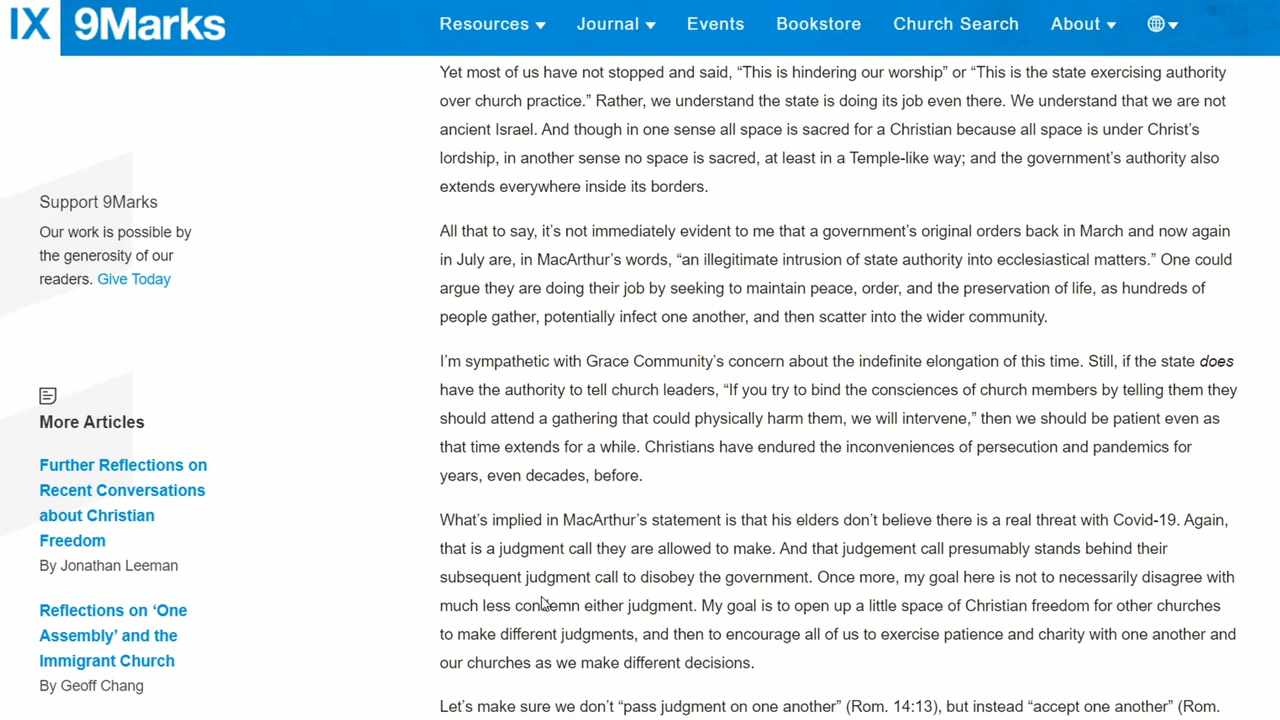 IX 9Marks
Resources Journal Events Bookstore Church Search About
Yet most of us have not stopped and said, “This is hindering our worship” or “This is the state exercising authority
over church practice.” Rather, we understand the state is doing its job even there. We understand that we are not
ancient Israel. And though in one sense all space is sacred for a Christian because all space is under Christ’s
lordship, in another sense no space is sacred, at least in a Temple-like way; and the government’s authority also
extends everywhere inside its borders.
All that to say, it’s not immediately evident to me that a government’s original orders back in March and now again
in July are, in MacArthur’s words, “an illegitimate intrusion of state authority into ecclesiastical matters.” One could
argue they are doing their job by seeking to maintain peace, order, and the preservation of life, as hundreds of
people gather, potentially infect one another, and then scatter into the wider community.
I’m sympathetic with Grace Community’s concern about the indefinite elongation of this time. Still, if the state does
have the authority to tell church leaders, “If you try to bind the consciences of church members by telling them they
should attend a gathering that could physically harm them, we will intervene,” then we should be patient even as
that time extends for a while. Christians have endured the inconveniences of persecution and pandemics for
years, even decades, before.
What’s implied in MacArthur’s statement is that his elders don’t believe there is a real threat with Covid-19. Again,
that is a judgment call they are allowed to make. And that judgement call presumably stands behind their
subsequent judgment call to disobey the government. Once more, my goal here is not to necessarily disagree with
much less condemn either judgment. My goal is to open up a little space of Christian freedom for other churches
to make different judgments, and then to encourage all of us to exercise patience and charity with one another and
our churches as we make different decisions.
Let’s make sure we don’t “pass judgment on one another” (Rom. 14:13), but instead “accept one another” (Rom.
Support 9Marks
Our work is possible by
the generosity of our
readers. Give Today
More Articles
Further Reflections on
Recent Conversations
about Christian
Freedom
By Jonathan Leeman
Reflections on ‘One
Assembly’ and the
Immigrant Church
By Geoff Chang